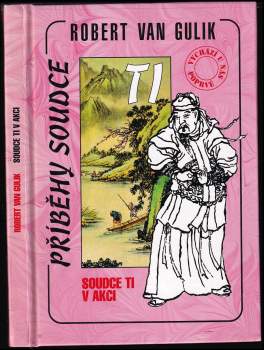 ROBERT VAN GULIK
SOUDCE TI V AKCI
ROBERT VAN GULIK
PŘÍBĚHY SOUDCE
TI
VYCHÁZÍ U NÁS
POPRVÉ
SOUDCE TI
V AKCI